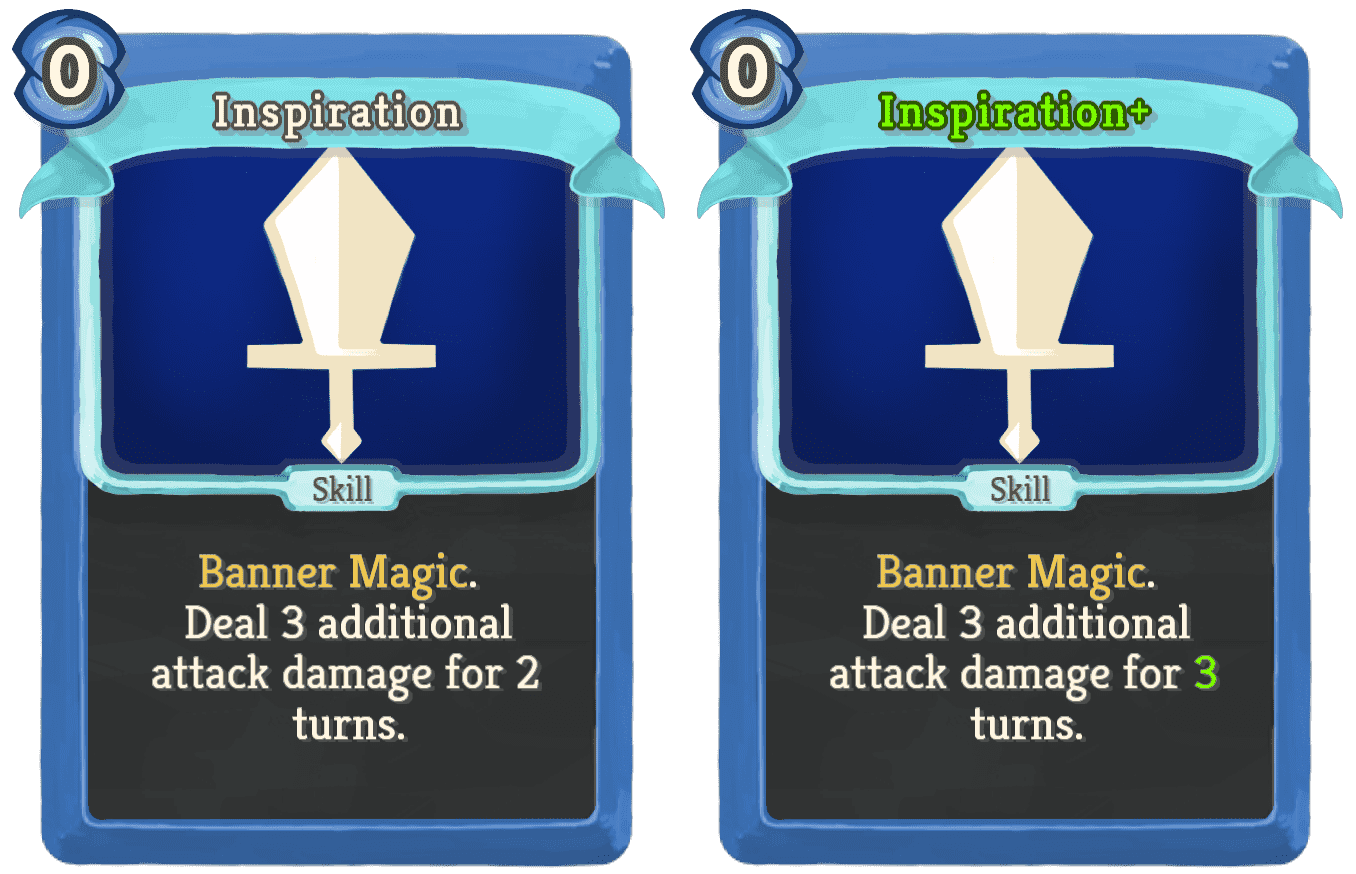 0
Inspiration
Skill
Banner Magic.
Deal 3 additional
attack damage for 2
turns.
0
Inspiration+
Skill
Banner Magic.
Deal 3 additional
attack damage for 3
turns.